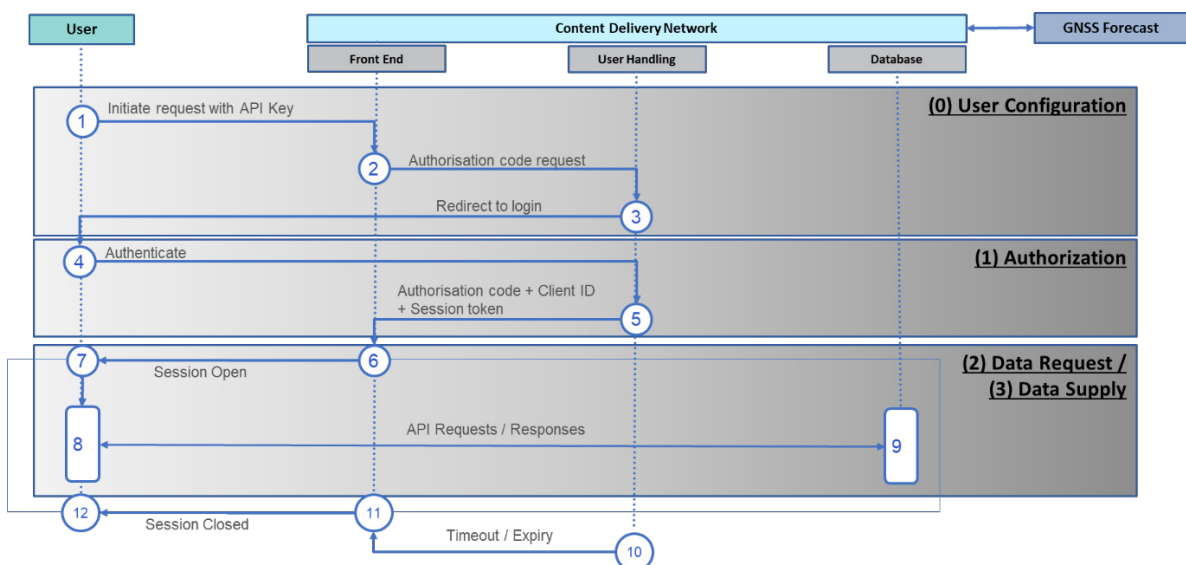 User
Content Delivery Network
GNSS Forecast
Front End
User Handling
Database
(0) User Configuration
1
Initiate request with API Key
2
Authorisation code request
Redirect to login
3
(1) Authorization
4
Authenticate
Authorisation code + Client ID
+ Session token
5
(2) Data Request /
(3) Data Supply
7
6
Session Open
8
API Requests / Responses
9
12
Session Closed
11
Timeout / Expiry
10